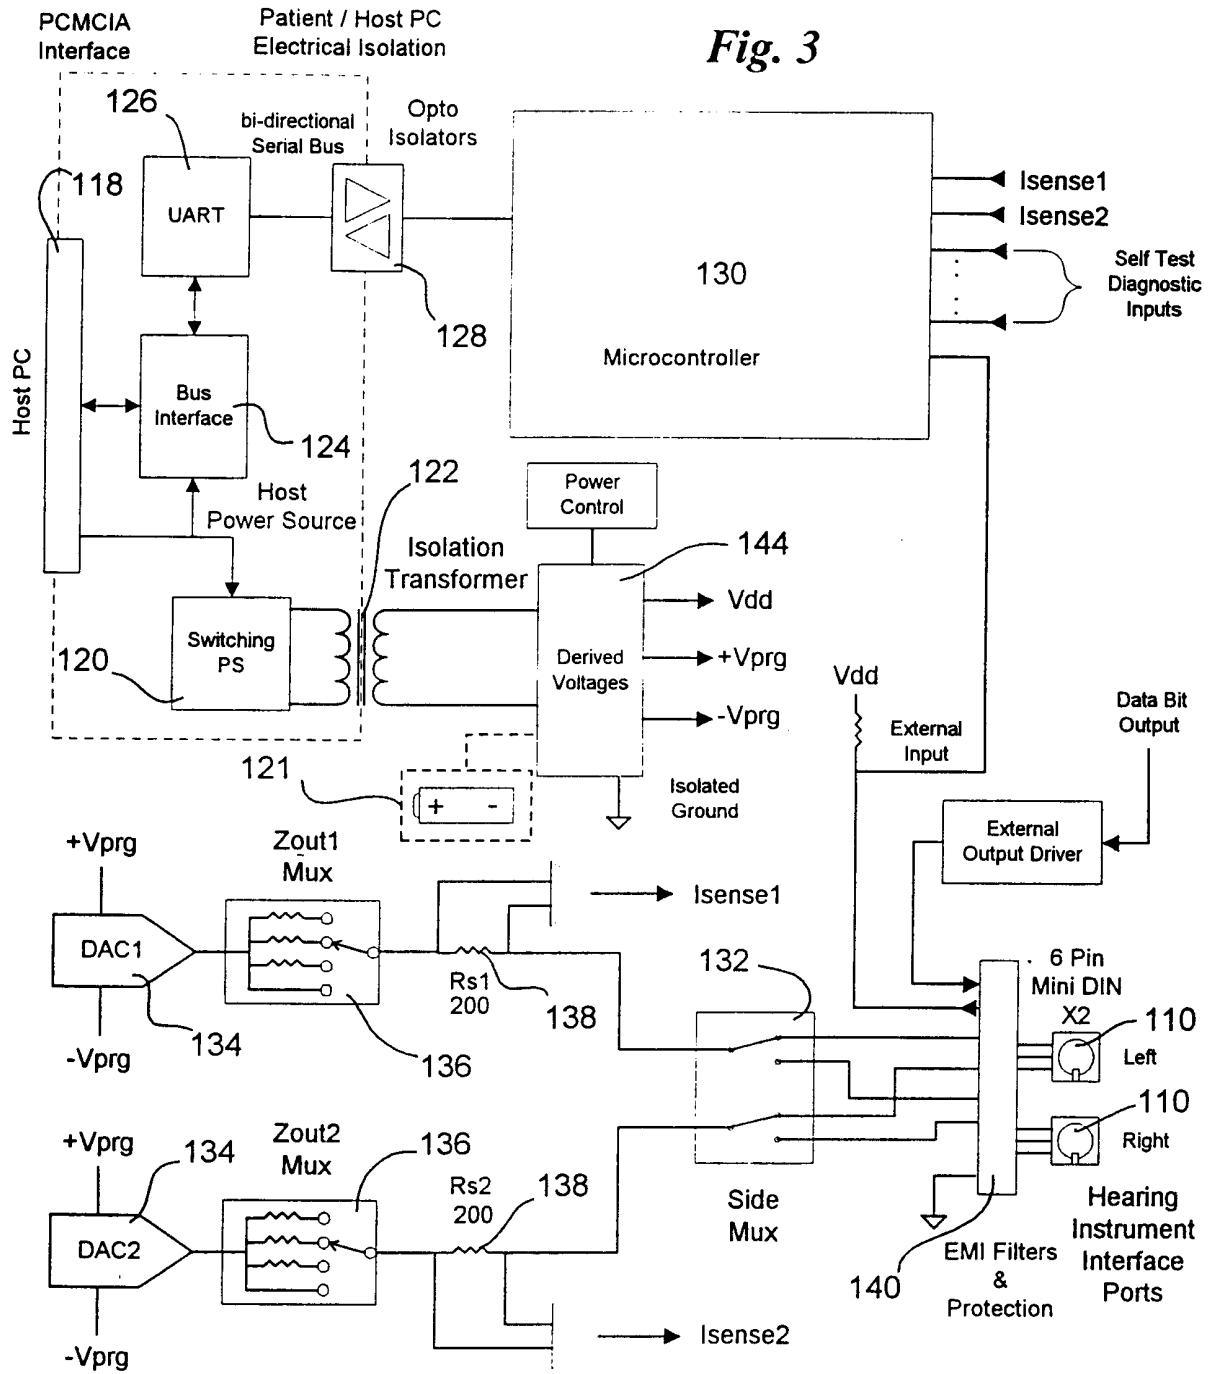 PCMCIA
Interface
Patient / Host PC
Electrical Isolation
Fig. 3
126
bi-directional
Serial Bus
Opto
Isolators
118
UART
128
130
Microcontroller
Isense1
Isense2
Self Test
Diagnostic
Inputs
Host PC
Bus
Interface
124
Host
Power Source
122
Isolation
Transformer
Power
Control
144
Switching
PS
120
Derived
Voltages
Vdd
+Vprg
-Vprg
121
+ -
Isolated
Ground
Vdd
External
Input
Data Bit
Output
External
Output Driver
+Vprg
DAC1
-Vprg
134
Zout1
Mux
136
Rs1
200
138
Isense1
132
6 Pin
Mini DIN
X2
110
Left
110
Right
+Vprg
DAC2
-Vprg
134
Zout2
Mux
136
Rs2
200
138
Isense2
Side
Mux
140
EMI Filters
&
Protection
Hearing
Instrument
Interface
Ports